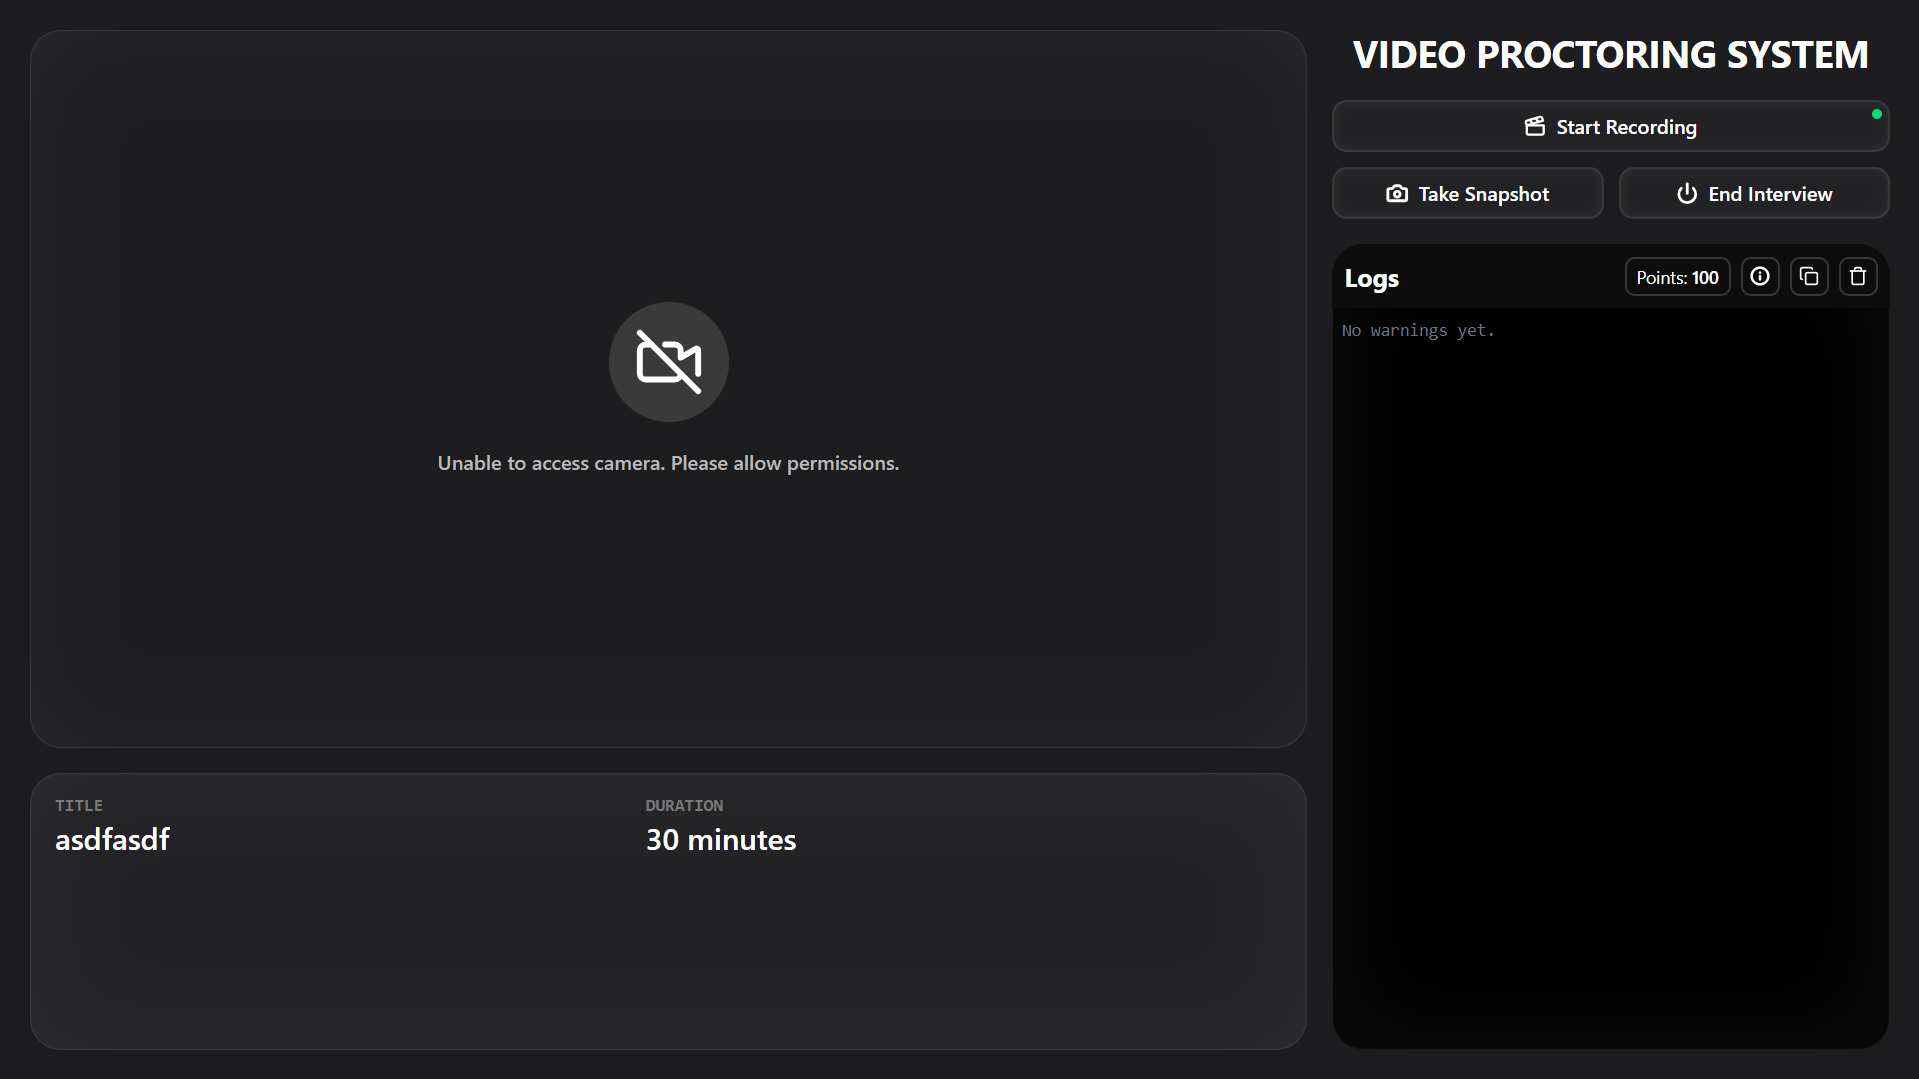 Unable to access camera. Please allow permissions.
TITLE
asdfasdf
DURATION
30 minutes
VIDEO PROCTORING SYSTEM
Start Recording
Take Snapshot
End Interview
Logs
Points: 100
No warnings yet.